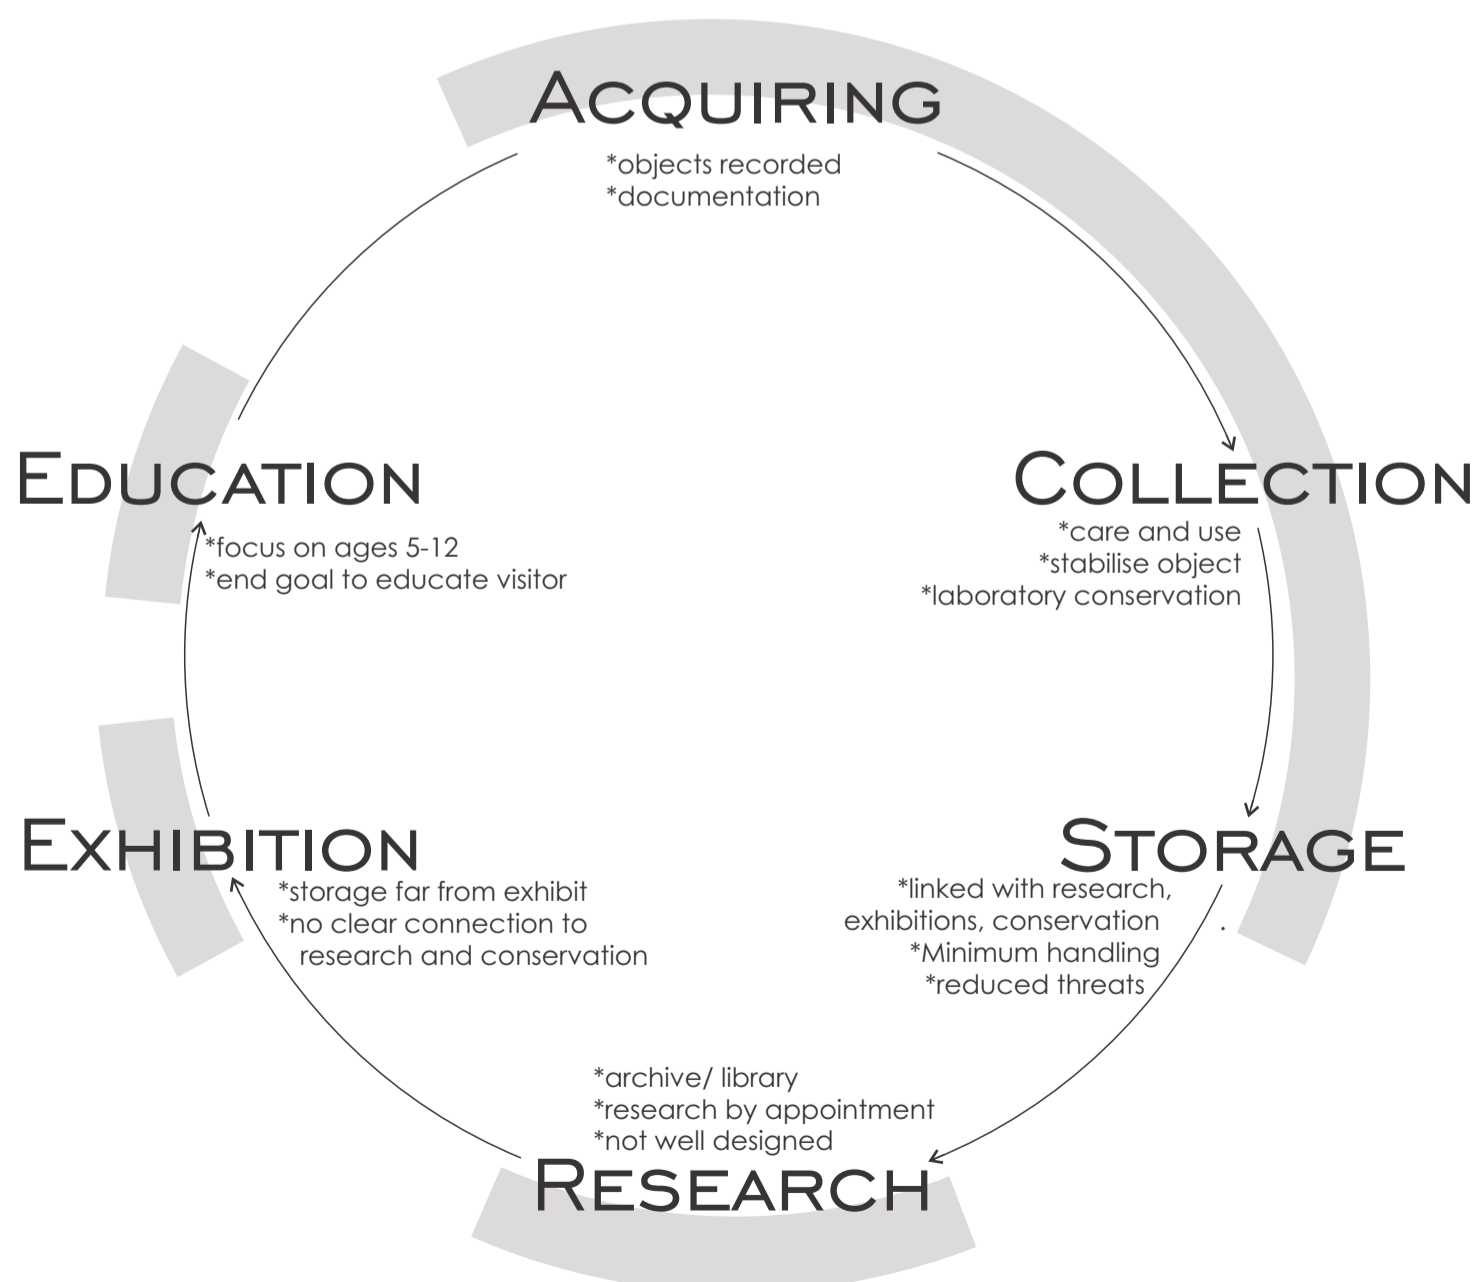 ACQUIRING
*objects recorded
*documentation
COLLECTION
*care and use
*stabilise object
*laboratory conservation
STORAGE
*linked with research,
exhibitions, conservation
*Minimum handling
*reduced threats
.
*archive/ library
*research by appointment
*not well designed
RESEARCH
EXHIBITION
*storage far from exhibit
*no clear connection to
research and conservation
EDUCATION
*focus on ages 5-12
*end goal to educate visitor